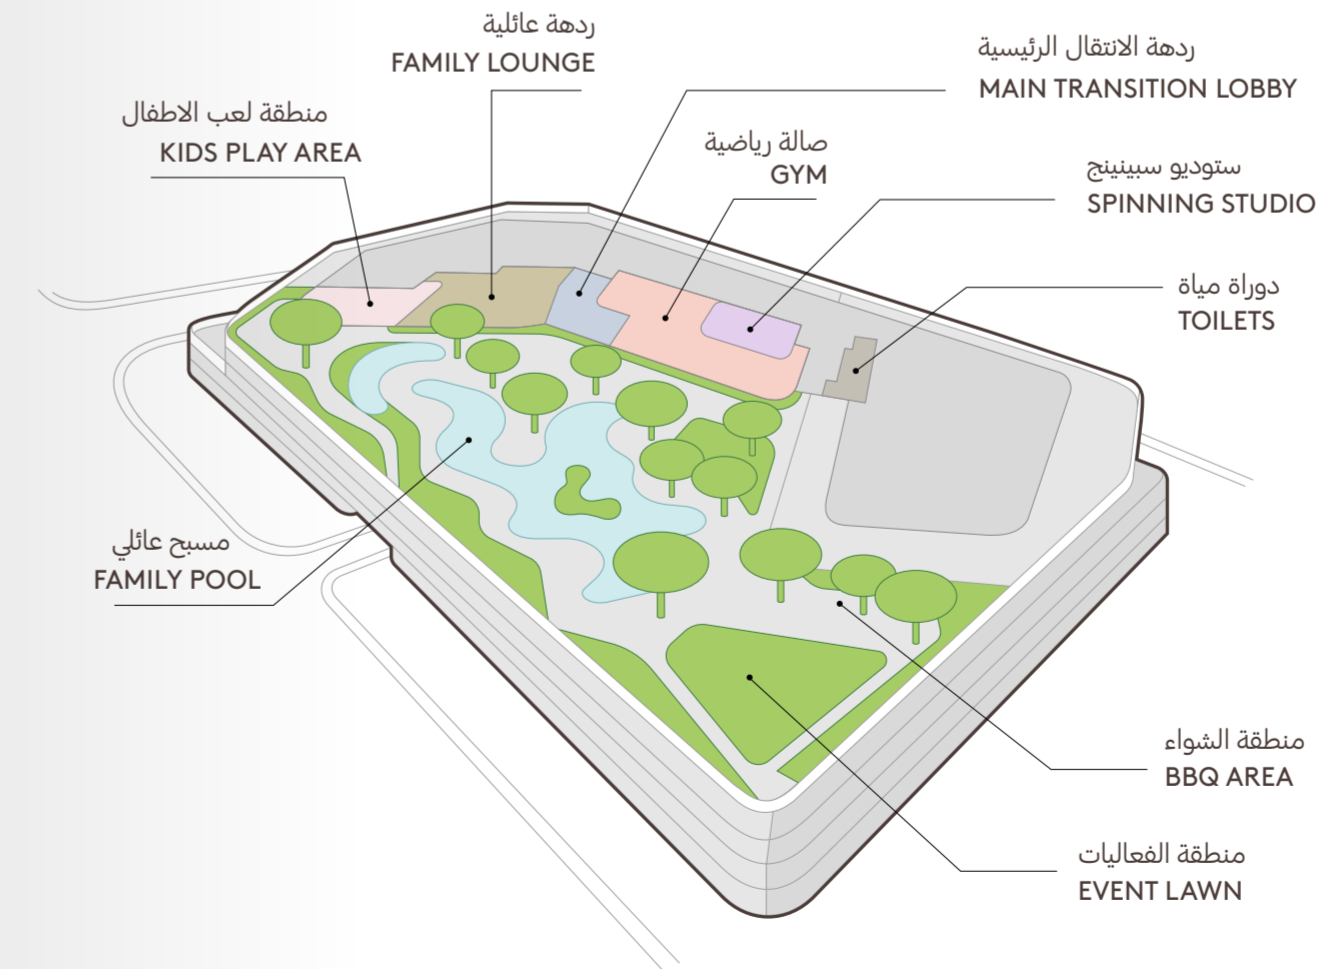 ردهة عائلية
FAMILY LOUNGE
ردهة الانتقال الرئيسية
MAIN TRANSITION LOBBY
منطقة لعب الاطفال
KIDS PLAY AREA
صالة رياضية
GYM
ستوديو سبينينج
SPINNING STUDIO
دوراة مياة
TOILETS
مسبح عائلي
FAMILY POOL
منطقة الشواء
BBQ AREA
منطقة الفعاليات
EVENT LAWN